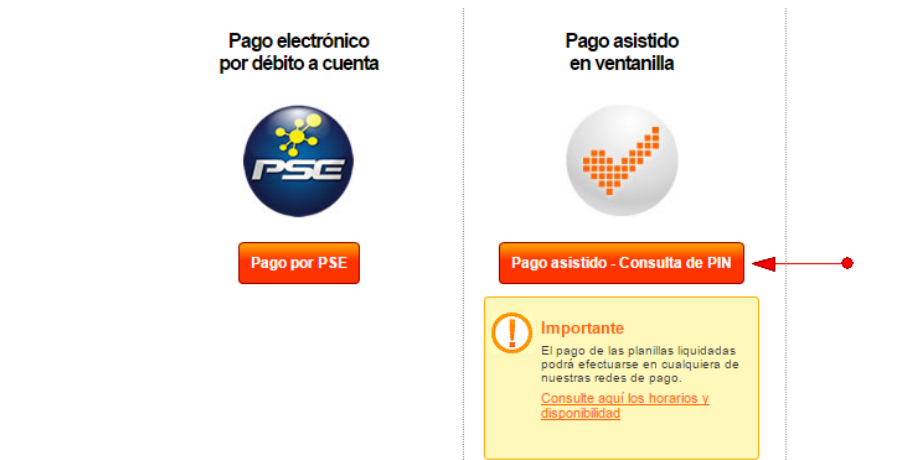 Pago electrónico
por débito a cuenta
PSE
Pago por PSE
Pago asistido
en ventanilla
Pago asistido - Consulta de PIN
Importante
El pago de las planillas liquidadas
podrá efectuarse en cualquiera de
nuestras redes de pago.
Consulte aquí los horarios y
disponibilidad